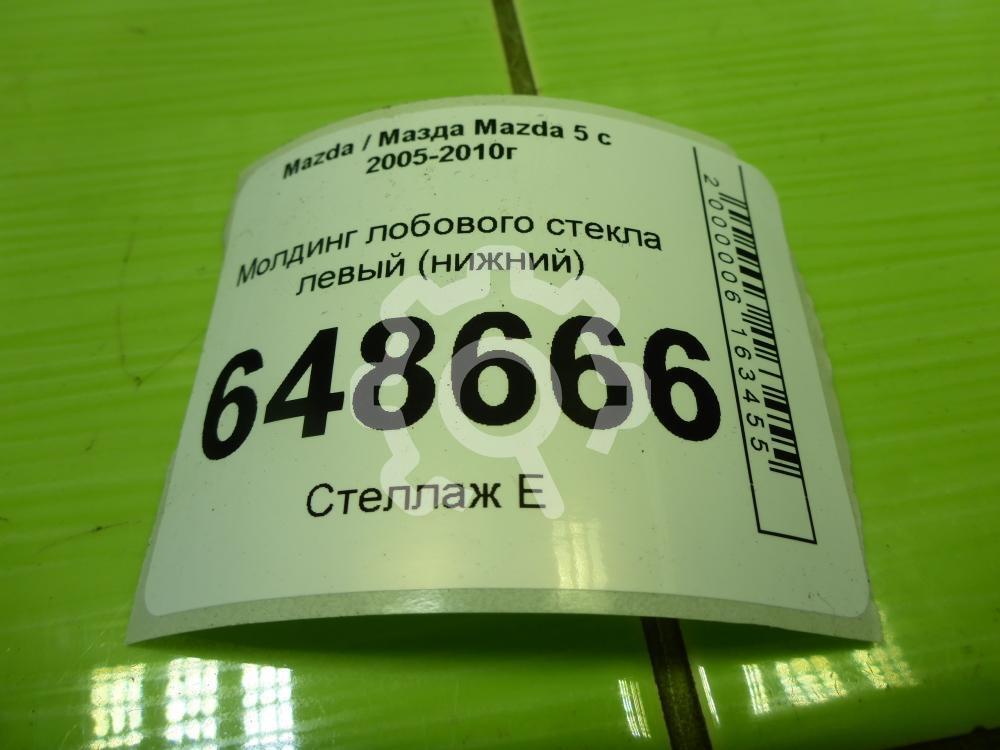 Mazda / Мазда Mazda 5 с
2005-2010г
Молдинг лобового стекла
левый (нижний)
648666
Стеллаж Е
2000006163455